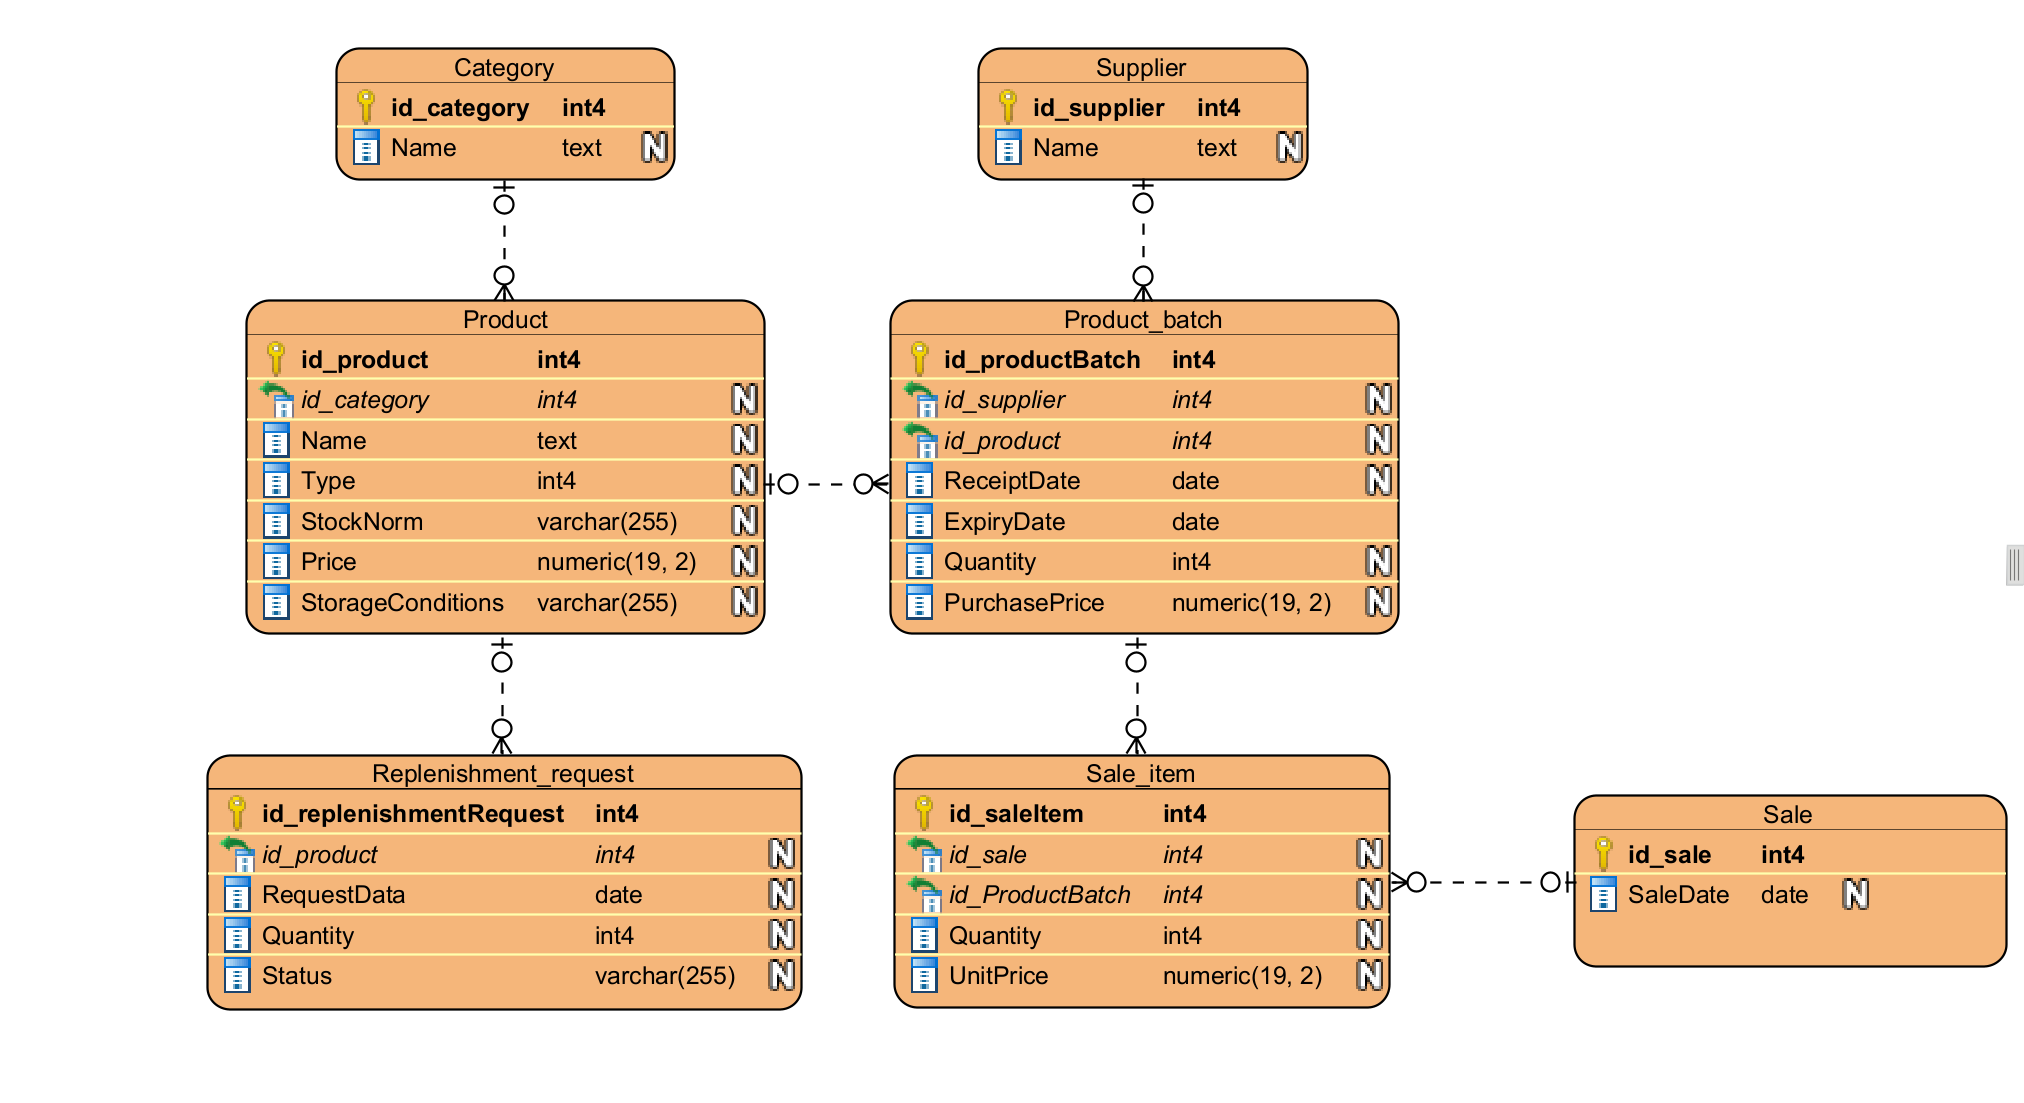 Category
id_category int4
Name text N
Supplier
id_supplier int4
Name text N
Product
id_product int4
id_category int4 N
Name text N
Type int4 N
StockNorm varchar(255) N
Price numeric(19, 2) N
StorageConditions varchar(255) N
Product_batch
id_productBatch int4
id_supplier int4 N
id_product int4 N
ReceiptDate date N
ExpiryDate date
Quantity int4 N
PurchasePrice numeric(19, 2) N
Replenishment_request
id_replenishmentRequest int4
id_product int4 N
RequestData date N
Quantity int4 N
Status varchar(255) N
Sale_item
id_saleItem int4
id_sale int4 N
id_ProductBatch int4 N
Quantity int4 N
UnitPrice numeric(19, 2) N
Sale
id_sale int4
SaleDate date N